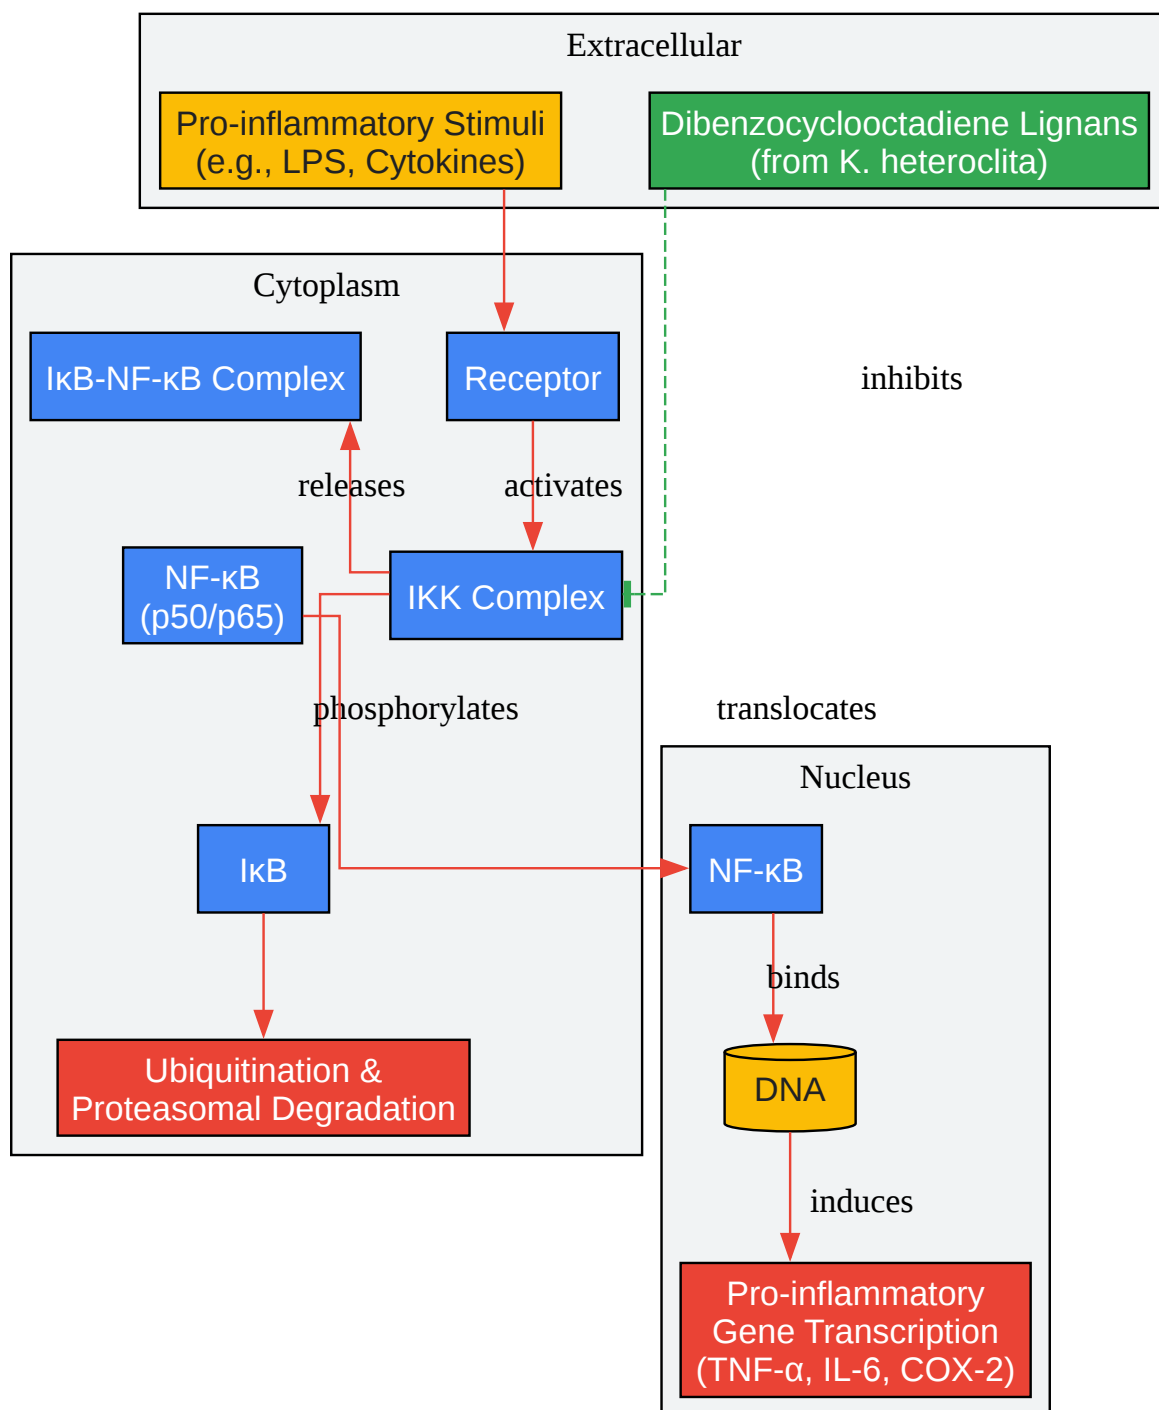 Extracellular
Pro-inflammatory Stimuli
(e.g., LPS, Cytokines)
Dibenzocyclooctadiene Lignans
(from K. heteroclita)
Cytoplasm
IκB-NF-κB Complex
Receptor
inhibits
releases
activates
NF-κB
(p50/p65)
IKK Complex
phosphorylates
translocates
Nucleus
IκB
NF-κB
binds
Ubiquitination &
Proteasomal Degradation
DNA
induces
Pro-inflammatory
Gene Transcription
(TNF-α, IL-6, COX-2)